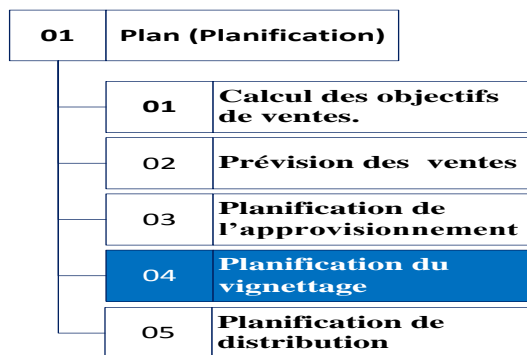 01 Plan (Planification)
01 Calcul des objectifs
de ventes.
02 Prévision des ventes
03 Planification de
l’approvisionnement
04 Planification du
vignettage
05 Planification de
distribution